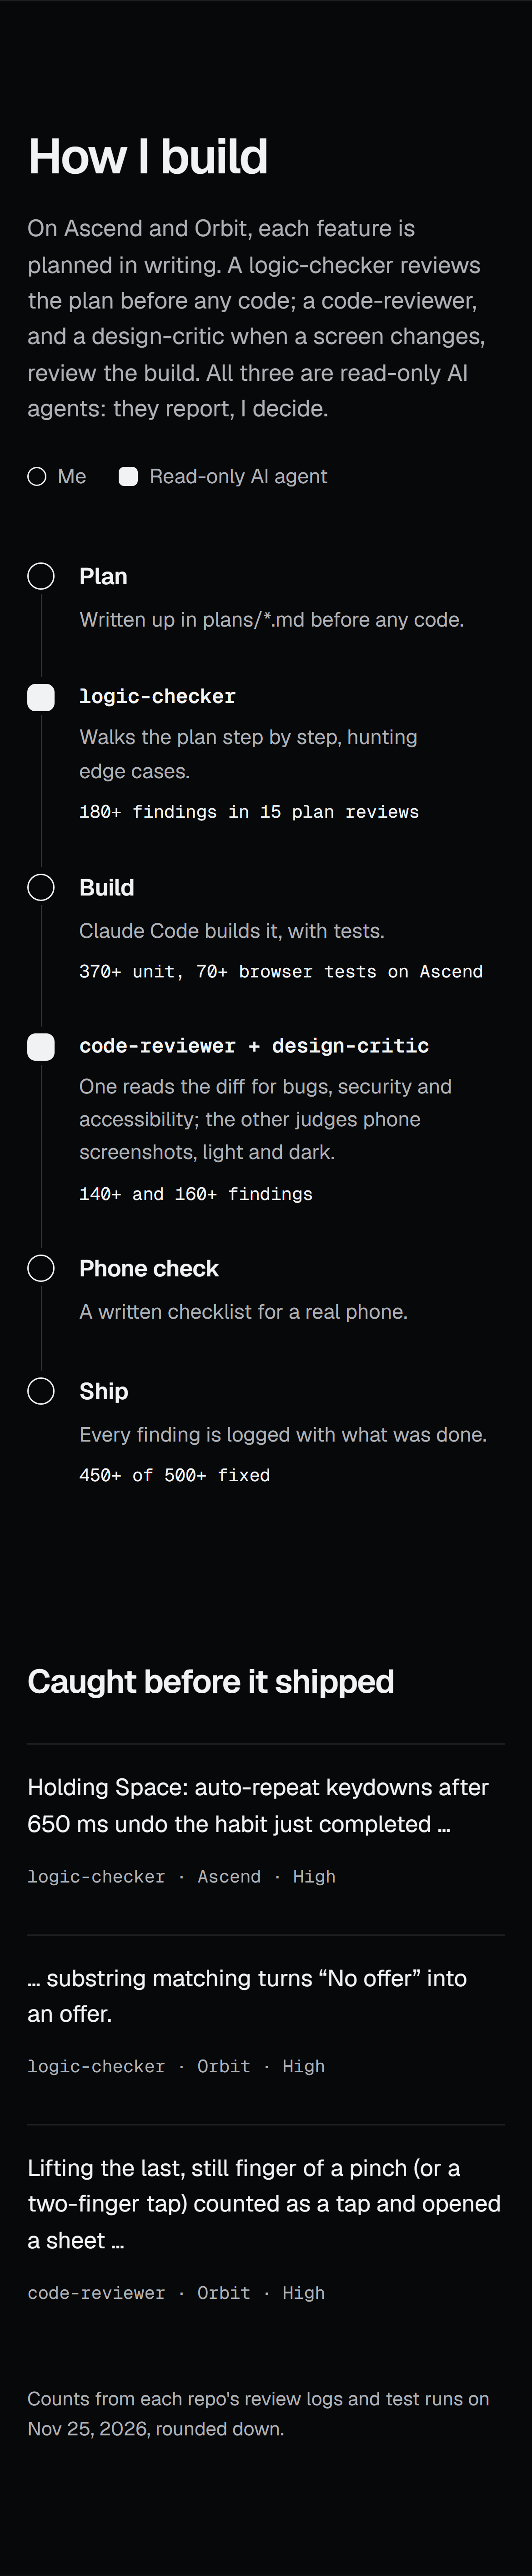 How I build
On Ascend and Orbit, each feature is
planned in writing. A logic-checker reviews
the plan before any code; a code-reviewer,
and a design-critic when a screen changes,
review the build. All three are read-only AI
agents: they report, I decide.
Me
Read-only AI agent
Plan
Written up in plans/*.md before any code.
logic-checker
Walks the plan step by step, hunting
edge cases.
180+ findings in 15 plan reviews
Build
Claude Code builds it, with tests.
370+ unit, 70+ browser tests on Ascend
code-reviewer + design-critic
One reads the diff for bugs, security and
accessibility; the other judges phone
screenshots, light and dark.
140+ and 160+ findings
Phone check
A written checklist for a real phone.
Ship
Every finding is logged with what was done.
450+ of 500+ fixed
Caught before it shipped
Holding Space: auto-repeat keydowns after
650 ms undo the habit just completed …
logic-checker · Ascend · High
… substring matching turns “No offer” into
an offer.
logic-checker · Orbit · High
Lifting the last, still finger of a pinch (or a
two-finger tap) counted as a tap and opened
a sheet …
code-reviewer · Orbit · High
Counts from each repo's review logs and test runs on
Nov 25, 2026, rounded down.